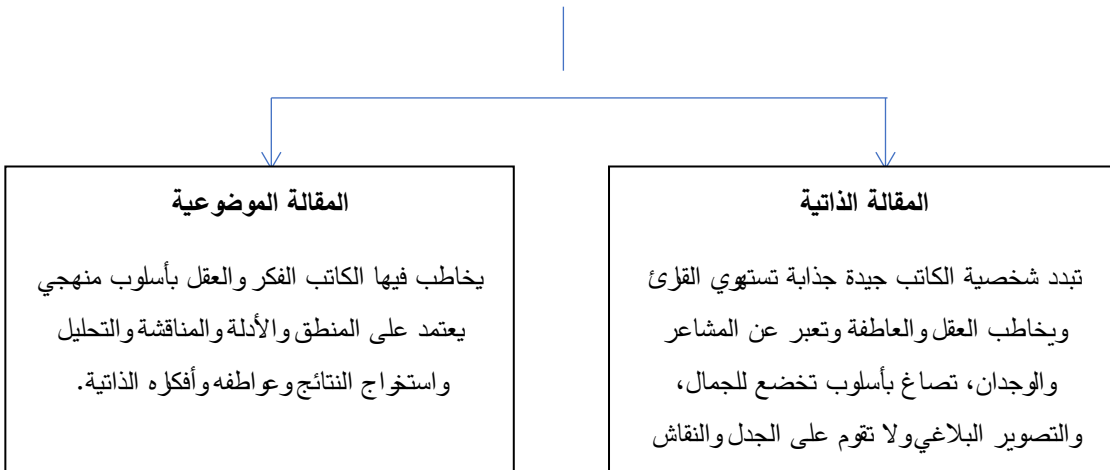 المقالة الذاتية
تبدد شخصية الكاتب جيدة جذابة تستهوي القارئ
ويخاطب العقل والعاطفة وتعبر عن المشاعر
والوجدان، تصاغ بأسلوب تخضع للجمال،
والتصوير البلاغي ولا تقوم على الجدل والنقاش
المقالة الموضوعية
يخاطب فيها الكاتب الفكر والعقل بأسلوب منهجي
يعتمد على المنطق والأدلة والمناقشة والتحليل
واستخراج النتائج وعواطفه وأفكاره الذاتية.